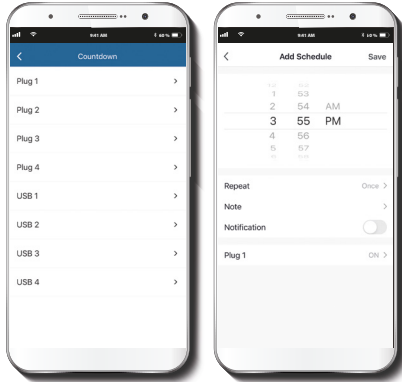 9:41 AM
60 %
Countdown
Plug 1
Plug 2
Plug 3
Plug 4
USB 1
USB 2
USB 3
USB 4
9:41 AM
60 %
Add Schedule Save
1 53
2 54 AM
3 55 PM
4 56
5 57
Repeat Once
Note
Notification
Plug 1 ON